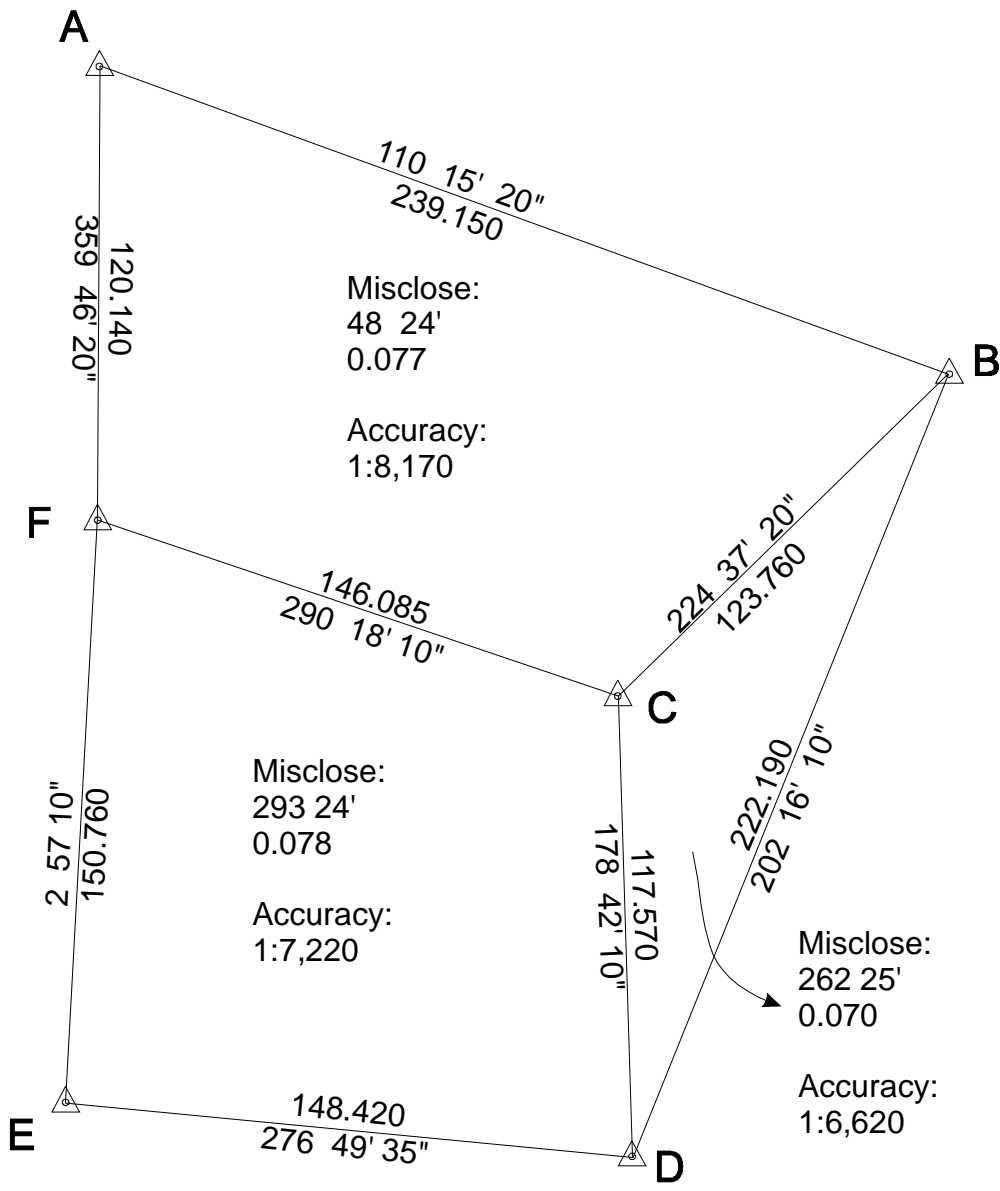 A
110 15' 20"
239.150
359 46' 20"
120.140
Misclose:
48 24'
0.077
Accuracy:
1:8,170
B
F
224 37' 20"
123.760
146.085
290 18' 10"
C
222.190
202 16' 10"
Misclose:
293 24'
0.078
Accuracy:
1:7,220
2 57 10"
150.760
178 42' 10"
117.570
Misclose:
262 25'
0.070
Accuracy:
1:6,620
148.420
276 49' 35"
E
D